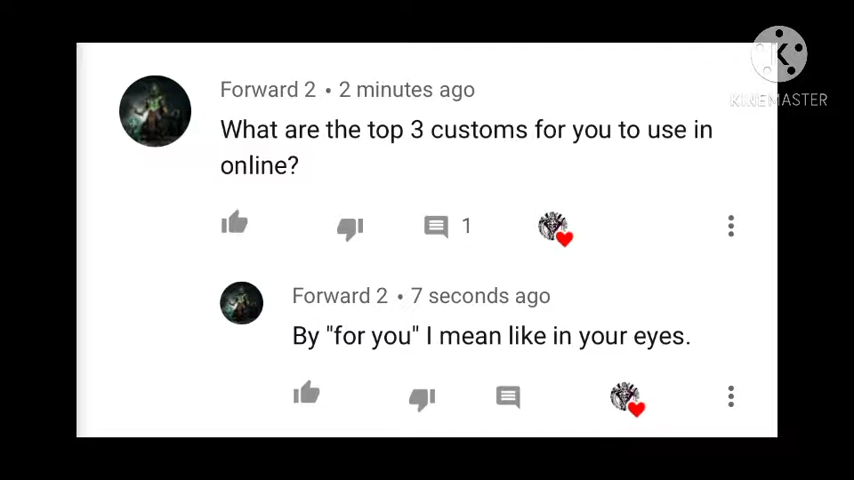 Forward 2 • 2 minutes ago
What are the top 3 customs for you to use in
online?
1
Forward 2 • 7 seconds ago
By "for you" I mean like in your eyes.
K
KINEMASTER